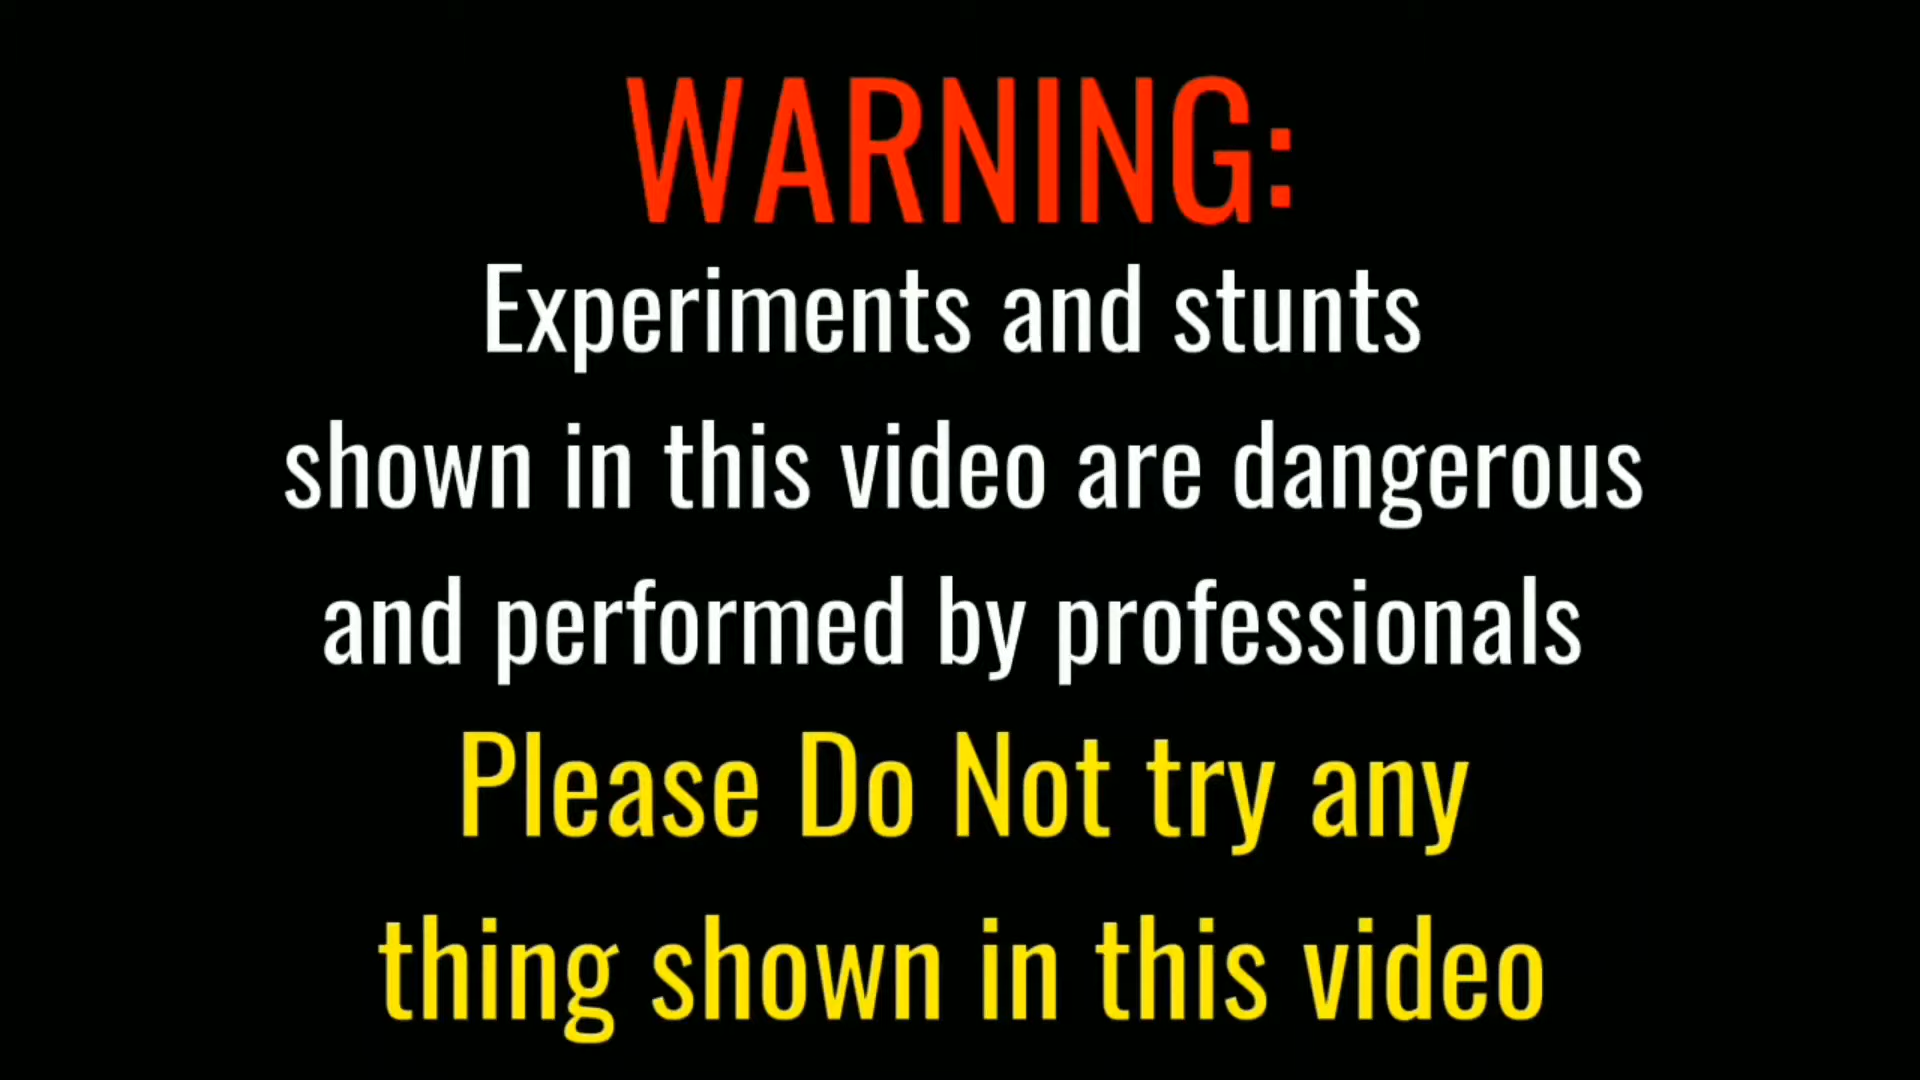 WARNING:
Experiments and stunts
shown in this video are dangerous
and performed by professionals
Please Do Not try any
thing shown in this video